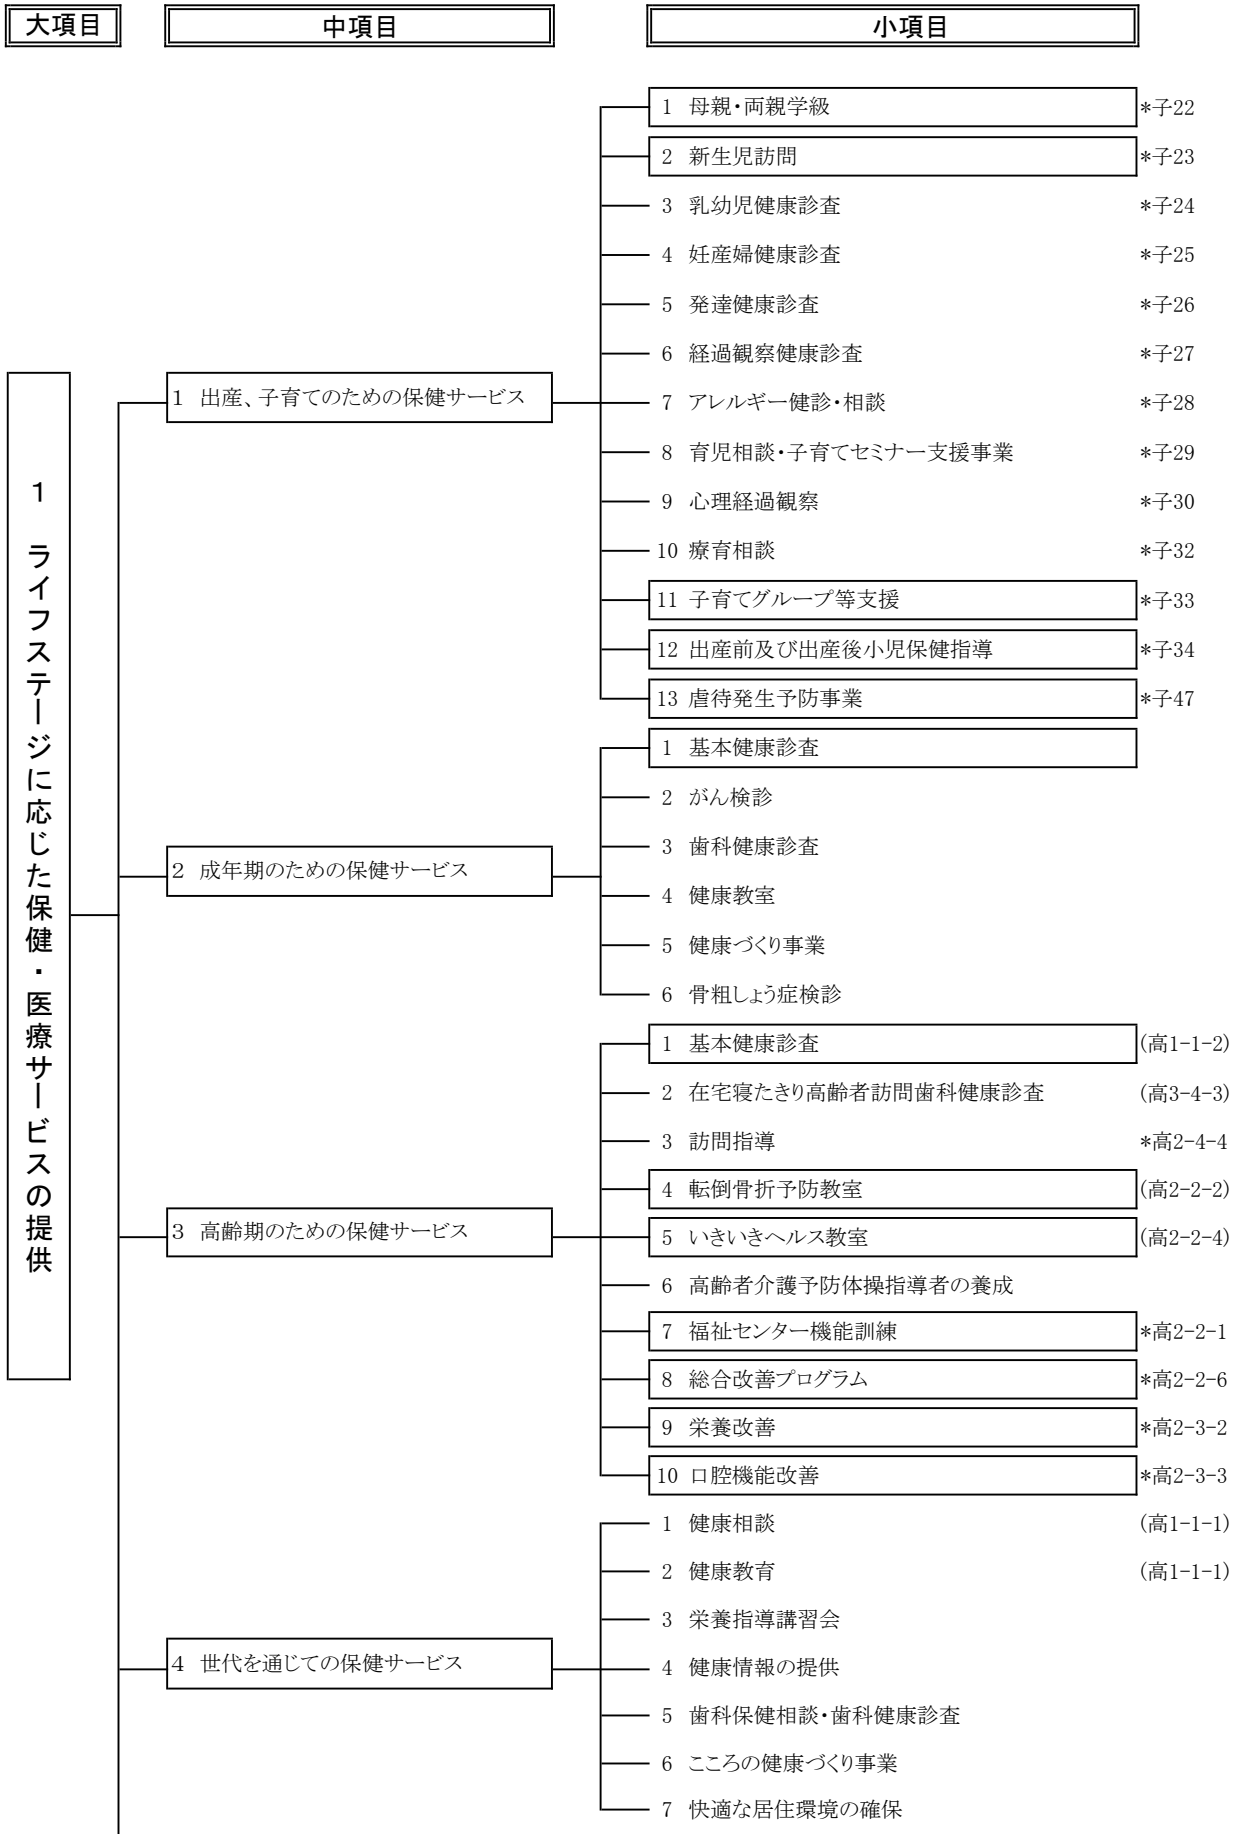 大項目
中項目
小項目
1 ライフステージに応じた保健・医療サービスの提供
1 出産、子育てのための保健サービス
1 母親・両親学級 *子22
2 新生児訪問 *子23
3 乳幼児健康診査 *子24
4 妊産婦健康診査 *子25
5 発達健康診査 *子26
6 経過観察健康診査 *子27
7 アレルギー健診・相談 *子28
8 育児相談・子育てセミナー支援事業 *子29
9 心理経過観察 *子30
10 療育相談 *子32
11 子育てグループ等支援 *子33
12 出産前及び出産後小児保健指導 *子34
13 虐待発生予防事業 *子47
2 成年期のための保健サービス
1 基本健康診査
2 がん検診
3 歯科健康診査
4 健康教室
5 健康づくり事業
6 骨粗しょう症検診
3 高齢期のための保健サービス
1 基本健康診査 (高1-1-2)
2 在宅寝たきり高齢者訪問歯科健康診査 (高3-4-3)
3 訪問指導 *高2-4-4
4 転倒骨折予防教室 (高2-2-2)
5 いきいきヘルス教室 (高2-2-4)
6 高齢者介護予防体操指導者の養成
7 福祉センター機能訓練 *高2-2-1
8 総合改善プログラム *高2-2-6
9 栄養改善 *高2-3-2
10 口腔機能改善 *高2-3-3
4 世代を通じての保健サービス
1 健康相談 (高1-1-1)
2 健康教育 (高1-1-1)
3 栄養指導講習会
4 健康情報の提供
5 歯科保健相談・歯科健康診査
6 こころの健康づくり事業
7 快適な居住環境の確保